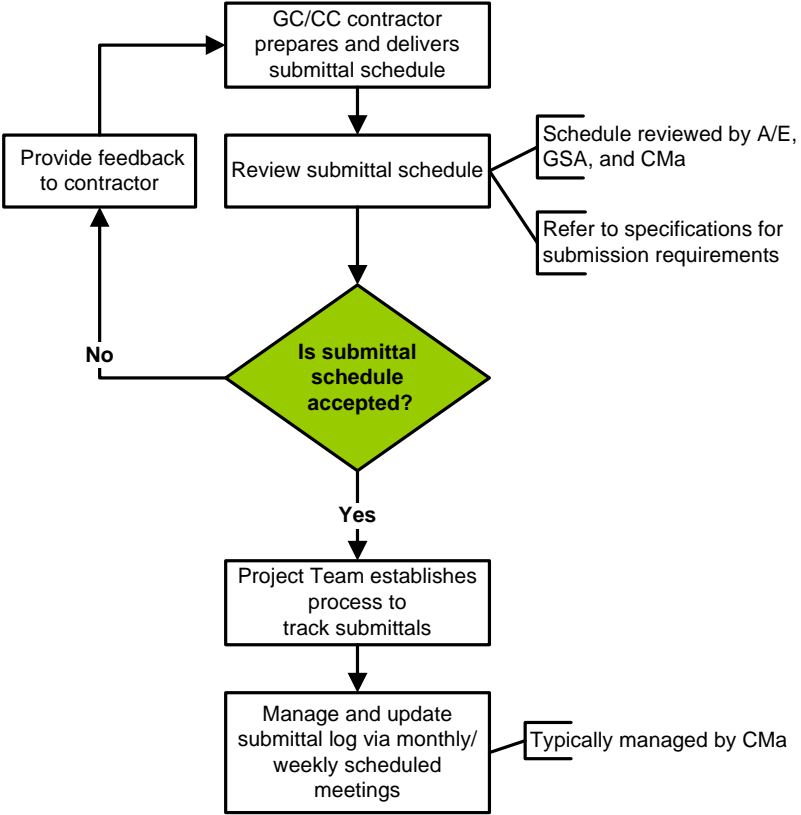 GC/CC contractor
prepares and delivers
submittal schedule
Provide feedback
to contractor
Review submittal schedule
Schedule reviewed by A/E,
GSA, and CMa
Refer to specifications for
submission requirements
Is submittal
schedule
accepted?
No
Yes
Project Team establishes
process to
track submittals
Manage and update
submittal log via monthly/
weekly scheduled
meetings
Typically managed by CMa